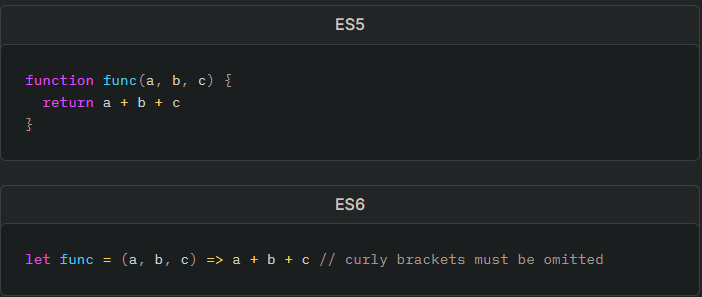 ES5
function func(a, b, c) {
  return a + b + c
}
ES6
let func = (a, b, c) => a + b + c // curly brackets must be omitted